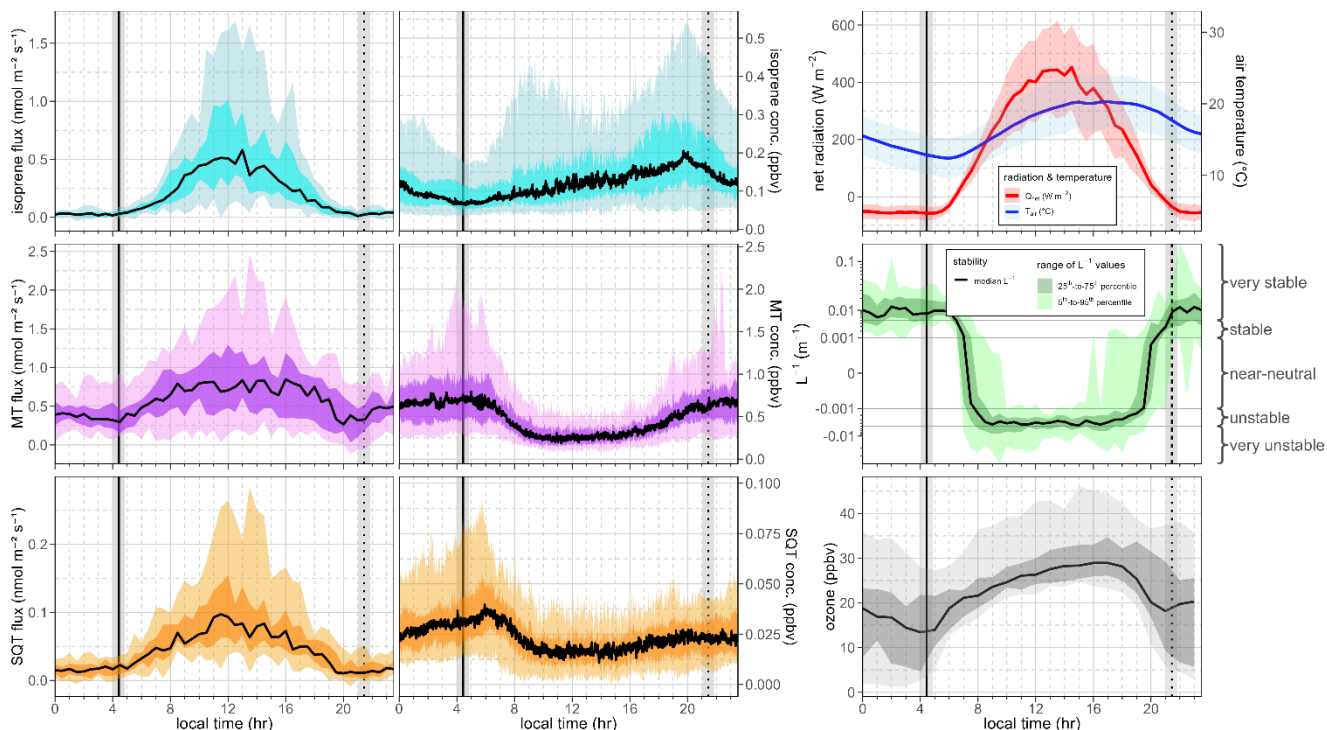 isoprene flux (nmol m⁻² s⁻¹)
1.5
1.0
0.5
0.0
0.5
0.4
0.3
0.2
0.1
0.0
isoprene conc. (ppbv)
net radiation (W m⁻²)
600
400
200
0
30
20
10
air temperature (°C)
radiation & temperature
(W m⁻²)
T air (°C)
MT flux (nmol m⁻² s⁻¹)
2.5
2.0
1.5
1.0
0.5
0.0
2.5
2.0
1.5
1.0
0.5
0.0
MT conc. (ppbv)
L⁻¹ (m⁻¹)
0.1
0.01
0.001
0
-0.001
-0.01
stability
median L⁻¹
range of L⁻¹ values
25th-to-75th percentile
5th-to-95th percentile
very stable
stable
near-neutral
unstable
very unstable
SQT flux (nmol m⁻² s⁻¹)
0.2
0.1
0.0
0.100
0.075
0.050
0.025
0.000
SQT conc. (ppbv)
ozone (ppbv)
40
30
20
10
0
0 4 8 12 16 20
local time (hr)
0 4 8 12 16 20
local time (hr)
0 4 8 12 16 20
local time (hr)